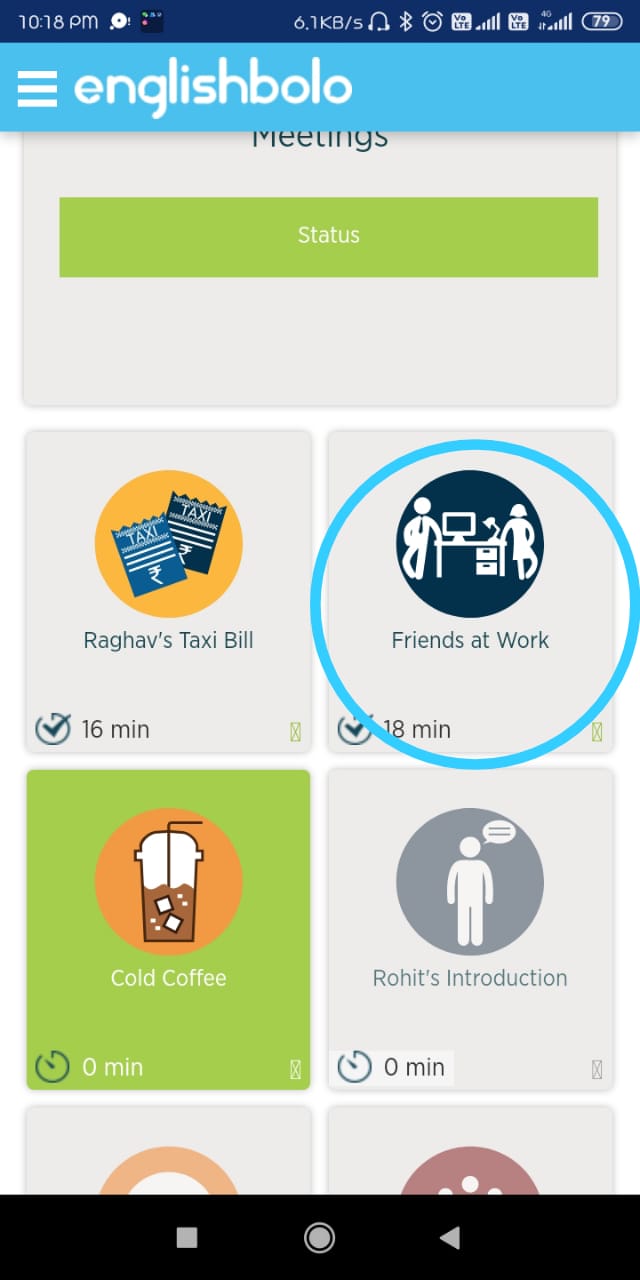 10:18 PM 6.1KB/s Vo LTE Vo LTE 4G 79
englishbolo
Meetings
Status
TAXI TAXI
₹ ₹
Raghav's Taxi Bill Friends at Work
16 min 18 min
Cold Coffee Rohit's Introduction
0 min 0 min